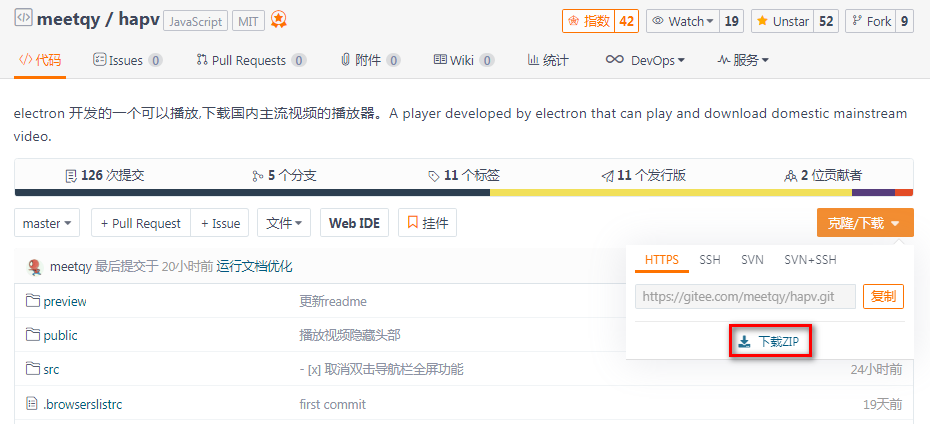 meetqy / hapv JavaScript MIT 指数 42 Watch 19 Unstar 52 Fork 9
代码 Issues 0 Pull Requests 0 附件 0 Wiki 0 统计 DevOps 服务
electron 开发的一个可以播放,下载国内主流视频的播放器。A player developed by electron that can play and download domestic mainstream
video.
126 次提交 5 个分支 11 个标签 11 个发行版 2 位贡献者
master + Pull Request + Issue 文件 Web IDE 挂件 克隆/下载
HTTPS SSH SVN SVN+SSH
meetqy 最后提交于 20小时前 运行文档优化
https://gitee.com/meetqy/hapv.git 复制
preview 更新readme
public 播放视频隐藏头部
下载ZIP
src - [x] 取消双击导航栏全屏功能 24小时前
.browserslistrc first commit 19天前